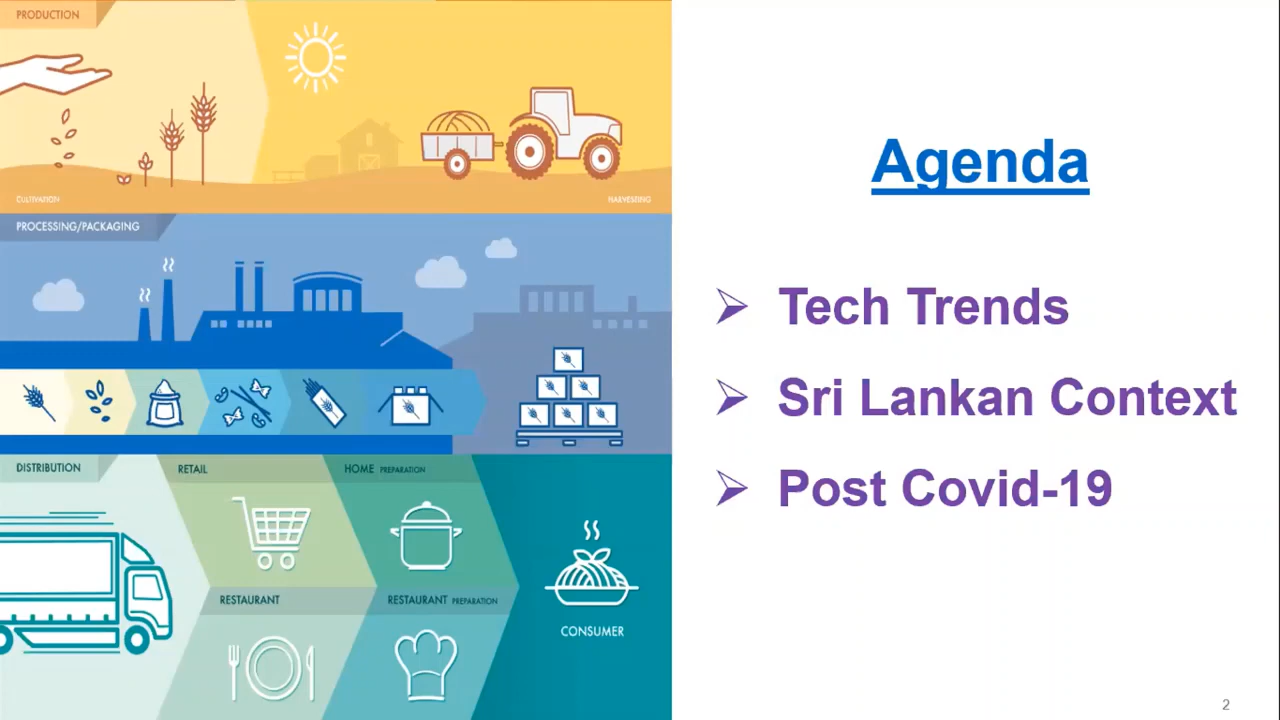 PRODUCTION
CULTIVATION
HARVESTING
PROCESSING/PACKAGING
DISTRIBUTION
RETAIL
HOME PREPARATION
RESTAURANT
RESTAURANT PREPARATION
CONSUMER
Agenda
Tech Trends
Sri Lankan Context
Post Covid-19
2